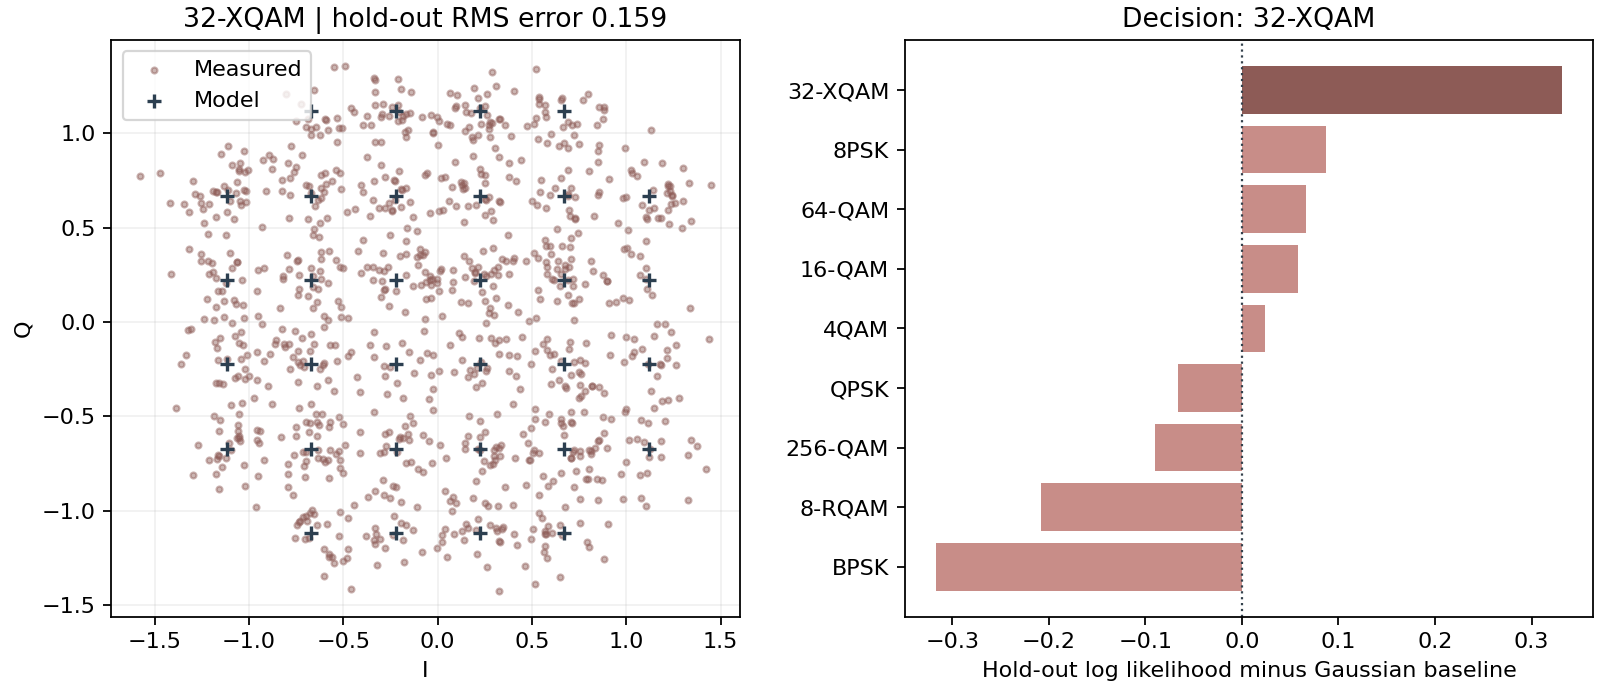 32-XQAM | hold-out RMS error 0.159
Measured
Model
1.0
0.5
0.0
−0.5
−1.0
−1.5
Q
−1.5 −1.0 −0.5 0.0 0.5 1.0 1.5
I
Decision: 32-XQAM
32-XQAM
8PSK
64-QAM
16-QAM
4QAM
QPSK
256-QAM
8-RQAM
BPSK
−0.3 −0.2 −0.1 0.0 0.1 0.2 0.3
Hold-out log likelihood minus Gaussian baseline